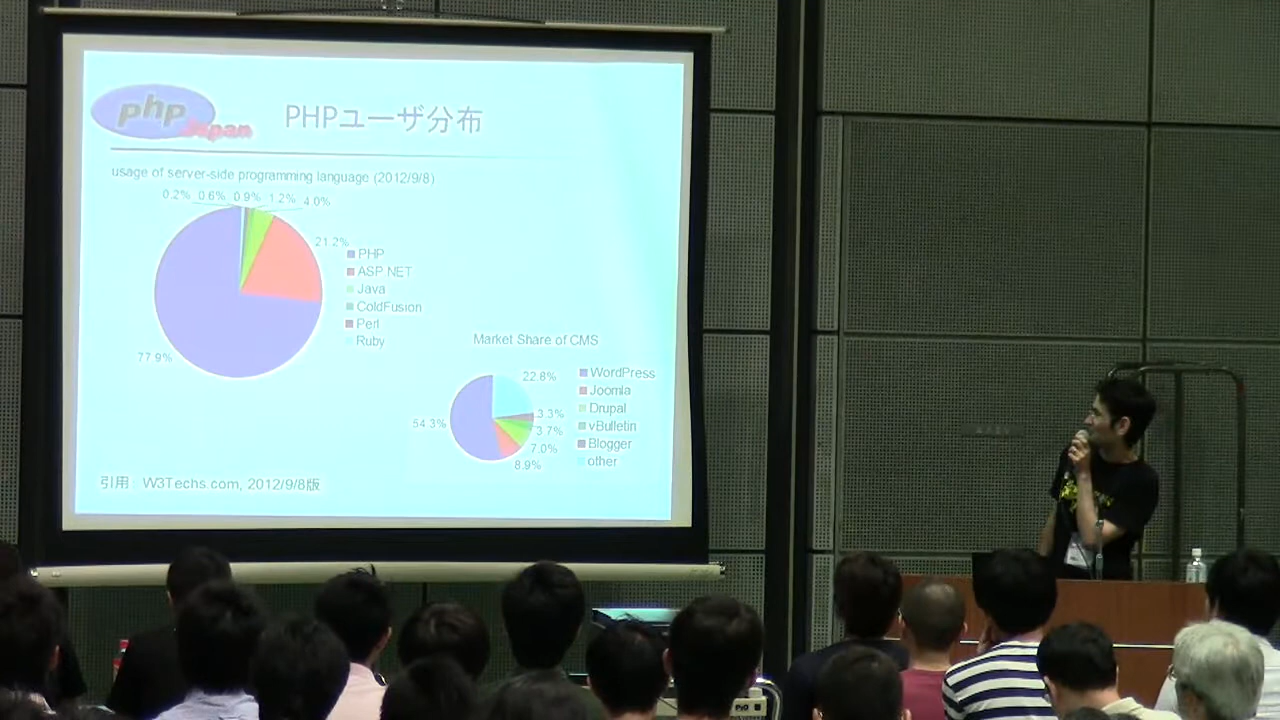 php
Japan
PHPユーザ分布
usage of server-side programming language (2012/9/8)
0.2% 0.6% 0.9% 1.2% 4.0%
21.2%
PHP
ASP.NET
Java
ColdFusion
Perl
Ruby
77.9%
Market Share of CMS
22.8%
3.3%
3.7%
7.0%
8.9%
54.3%
WordPress
Joomla
Drupal
vBulletin
Blogger
other
引用: W3Techs.com, 2012/9/8版